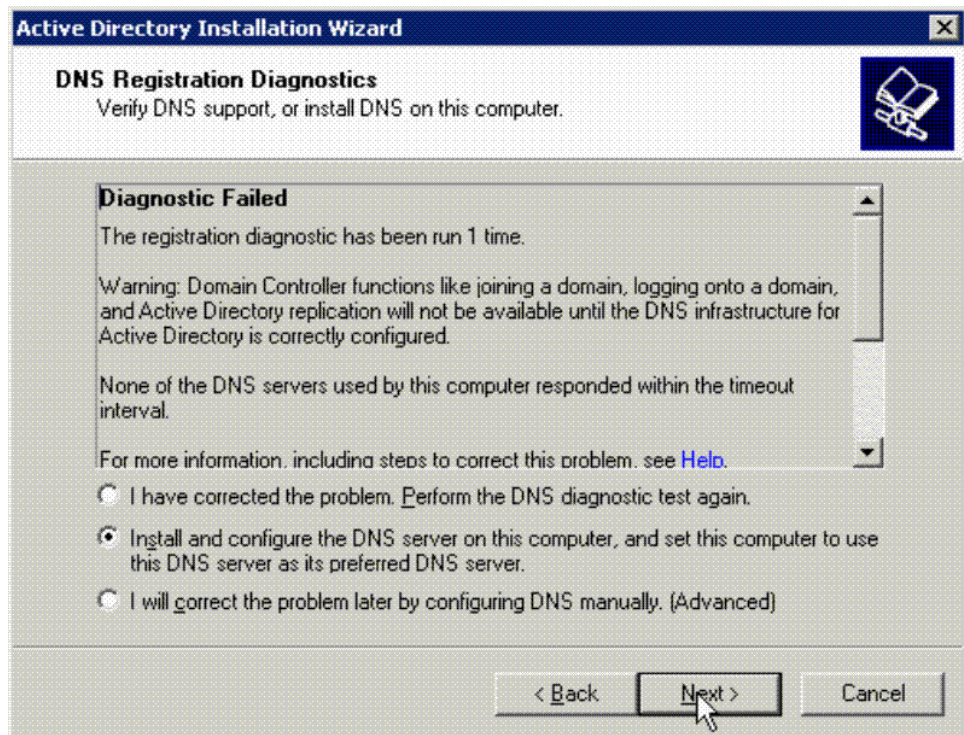 Active Directory Installation Wizard
DNS Registration Diagnostics
Verify DNS support, or install DNS on this computer.
Diagnostic Failed
The registration diagnostic has been run 1 time.
Warning: Domain Controller functions like joining a domain, logging onto a domain,
and Active Directory replication will not be available until the DNS infrastructure for
Active Directory is correctly configured.
None of the DNS servers used by this computer responded within the timeout
interval.
For more information, including steps to correct this problem, see Help.
I have corrected the problem. Perform the DNS diagnostic test again.
Install and configure the DNS server on this computer, and set this computer to use
this DNS server as its preferred DNS server.
I will correct the problem later by configuring DNS manually. (Advanced)
< Back
Next >
Cancel